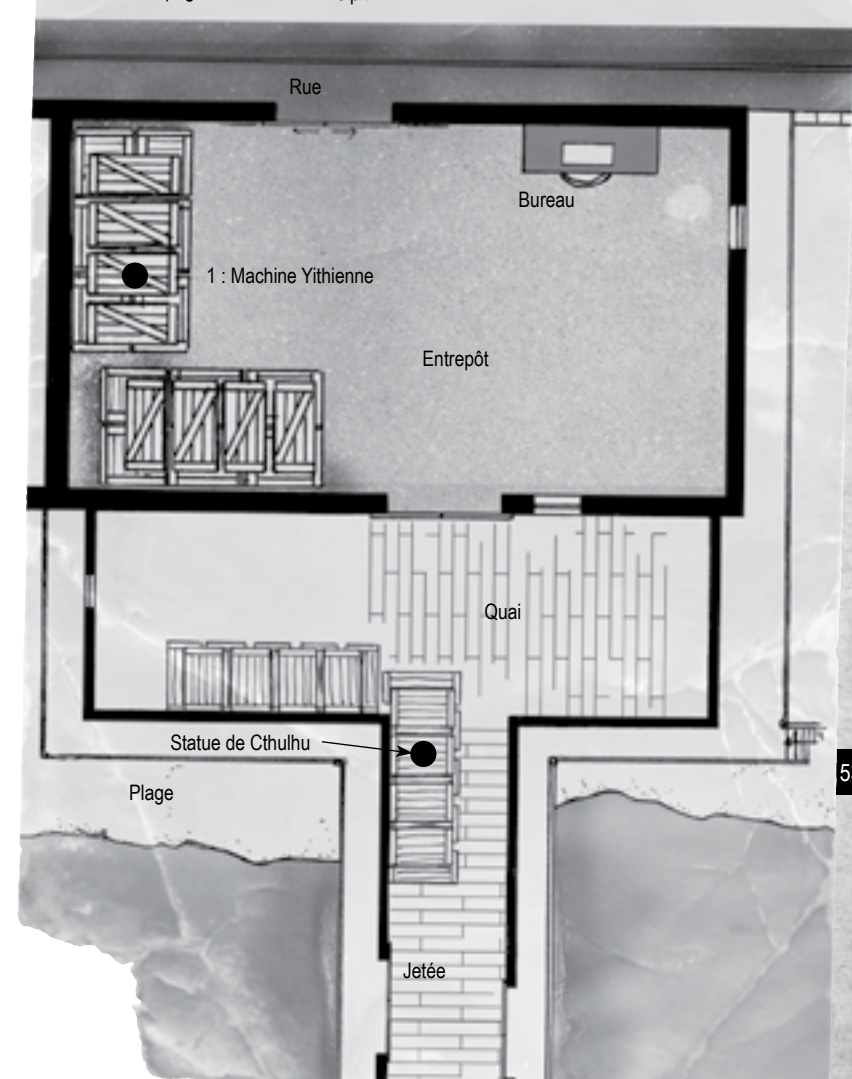 Rue
Bureau
1 : Machine Yithienne
Entrepôt
Quai
Statue de Cthulhu
5
Plage
Jetée